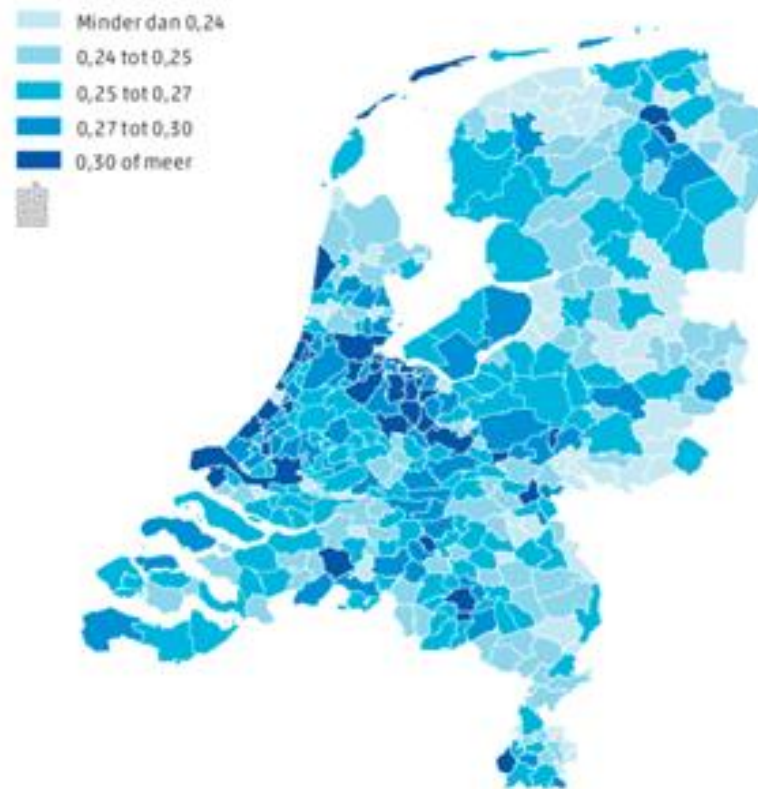 Minder dan 0,24
0,24 tot 0,25
0,25 tot 0,27
0,27 tot 0,30
0,30 of meer